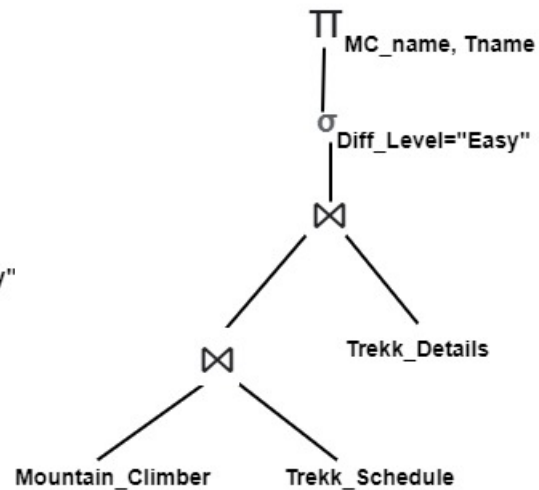 Π MC_name, Tname
σ Diff_Level="Easy"
⋈
y"
Trekk_Details
⋈
Mountain_Climber Trekk_Schedule